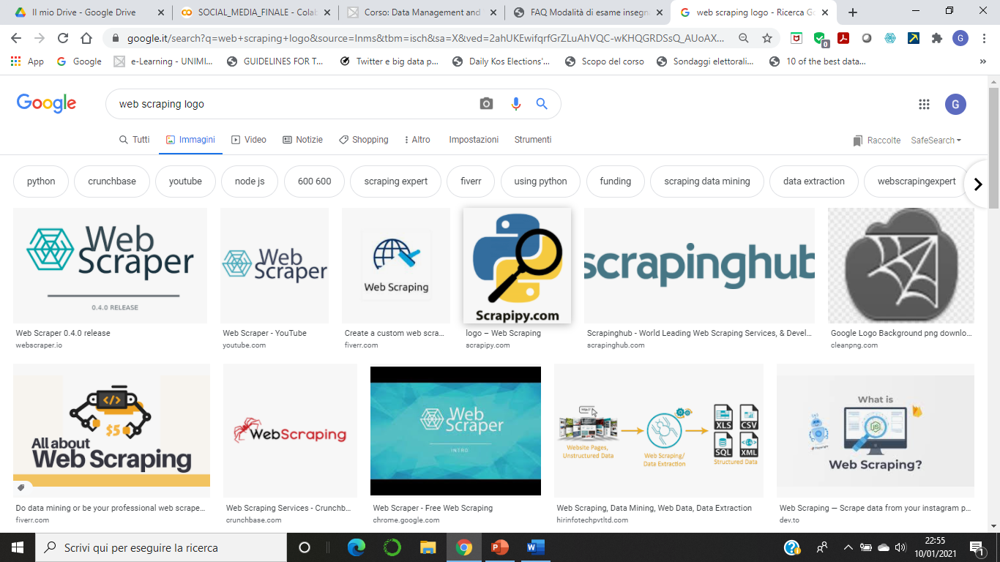 Il mio Drive - Google Drive
SOCIAL_MEDIA_FINALE - Colab
Corso: Data Management and
FAQ Modalità di esame insegn
web scraping logo - Ricerca Go
google.it/search?q=web+scraping+logo&source=lnms&tbm=isch&sa=X&ved=2ahUKEwifqrfGrZLuAhVQC-wKHQGRDSsQ_AUoAX...
0
G
App
Google
e-Learning - UNIMI...
GUIDELINES FOR T...
Twitter e big data p...
Daily Kos Elections'...
Scopo del corso
Sondaggi elettorali...
10 of the best data...
»
Google
web scraping logo
G
Tutti
Immagini
Video
Notizie
Shopping
Altro
Impostazioni
Strumenti
Raccolte
SafeSearch
python
crunchbase
youtube
node js
600 600
scraping expert
fiverr
using python
funding
scraping data mining
data extraction
webscrapingexpert
Web
Scraper
0.4.0 RELEASE
Web
Scraper
Web Scraping
Scrapipy.com
scrapinghub
Web Scraper 0.4.0 release
webscraper.io
Web Scraper - YouTube
youtube.com
Create a custom web scra...
fiverr.com
logo – Web Scraping
scrapipy.com
Scrapinghub - World Leading Web Scraping Services, & Devel...
scrapinghub.com
Google Logo Background png downlo...
cleanpng.com
</>
$5
All about
Web Scraping
WebScraping
Web
Scraper
INTRO
Website Pages,
Unstructured Data
Web Scraping/
Data Extraction
XLS
CSV
SQL
XML
Structured Data
What is
Web Scraping?
Do data mining or be your professional web scrape...
fiverr.com
Web Scraping Services - Crunchb...
crunchbase.com
Web Scraper - Free Web Scraping
chrome.google.com
Web Scraping, Data Mining, Web Data, Data Extraction
hirinfotechpvtltd.com
Web Scraping — Scrape data from your instagram p...
dev.to
Scrivi qui per eseguire la ricerca
22:55
10/01/2021
1